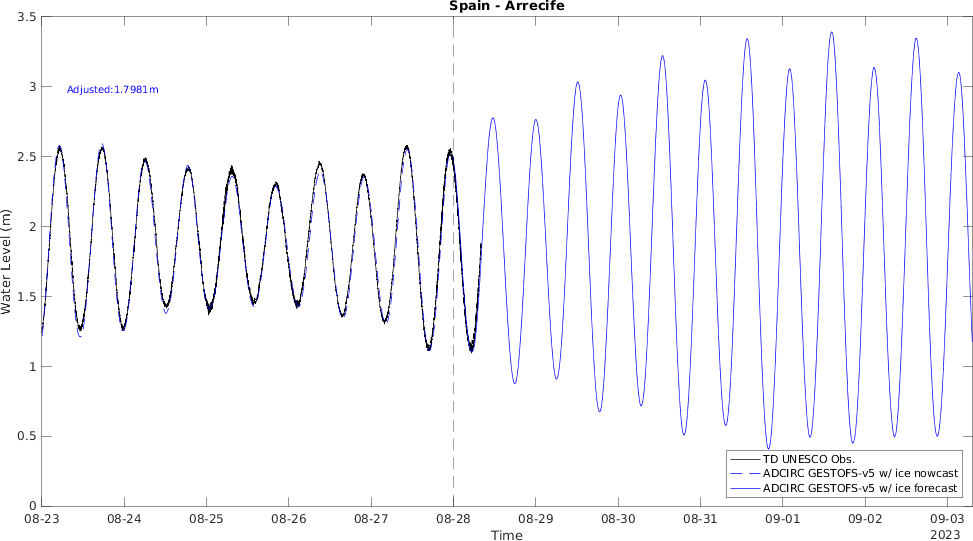 Spain - Arrecife
3.5
3
2.5
2
1.5
1
0.5
0
Water Level (m)
Adjusted:1.7981m
TD UNESCO Obs.
ADCIRC GESTOFS-v5 w/ ice nowcast
ADCIRC GESTOFS-v5 w/ ice forecast
08-23 08-24 08-25 08-26 08-27 08-28 08-29 08-30 08-31 09-01 09-02 09-03
2023
Time